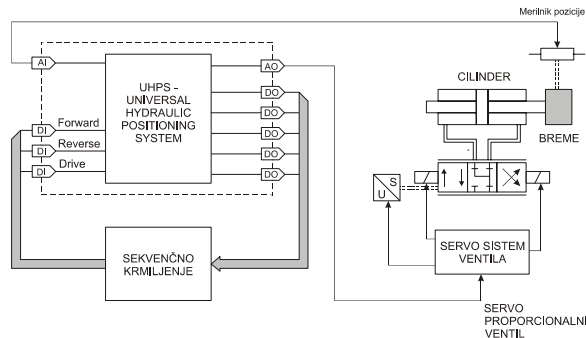 Merilnik pozicije
AI
UHPS -
UNIVERSAL
HYDRAULIC
POSITIONING
SYSTEM
AO
DO
DO
DO
DO
DO
DI
Forward
DI
Reverse
DI
Drive
SEKVENČNO
KRMILJENJE
CILINDER
BREME
S
U
SERVO SISTEM
VENTILA
SERVO
PROPORCIONALNI
VENTIL